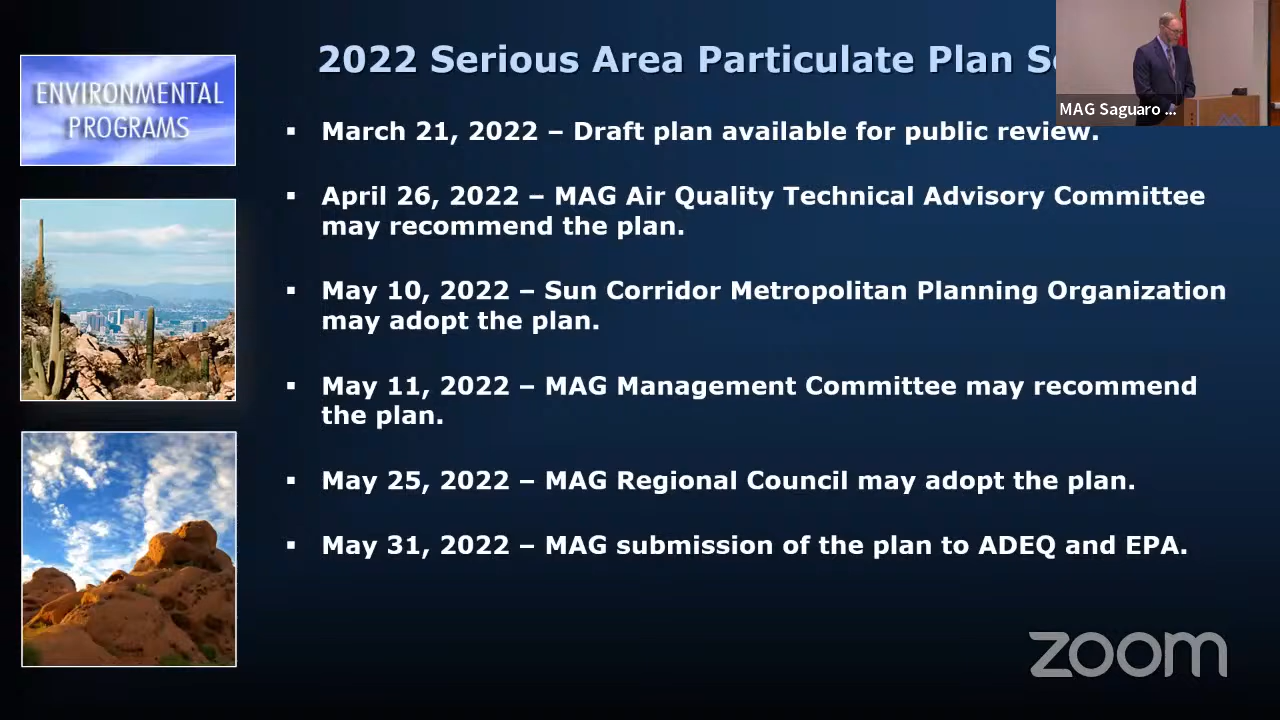 ENVIRONMENTAL
PROGRAMS
2022 Serious Area Particulate Plan
MAG Saguaro ...
▪ March 21, 2022 – Draft plan available for public review.
▪ April 26, 2022 – MAG Air Quality Technical Advisory Committee
may recommend the plan.
▪ May 10, 2022 – Sun Corridor Metropolitan Planning Organization
may adopt the plan.
▪ May 11, 2022 – MAG Management Committee may recommend
the plan.
▪ May 25, 2022 – MAG Regional Council may adopt the plan.
▪ May 31, 2022 – MAG submission of the plan to ADEQ and EPA.
zoom